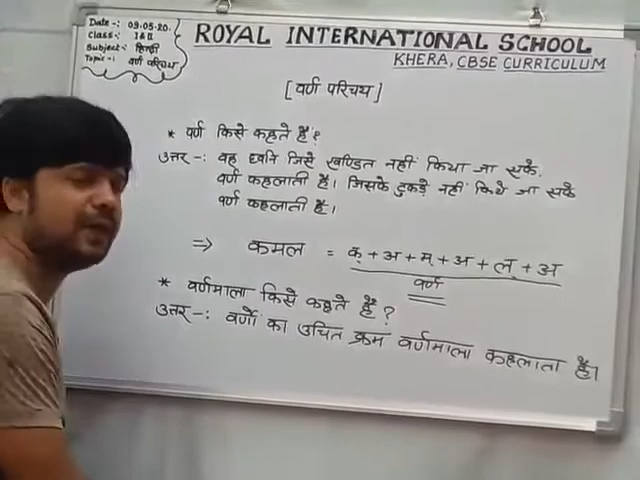 Date-: 09.05.20.
Class-: I & II
Subject-: हिन्दी
Topic-: वर्ण परिचय
ROYAL INTERNATIONAL SCHOOL
KHERA, CBSE CURRICULUM
[वर्ण परिचय]
* वर्ण किसे कहते हैं?
उत्तर -: वह ध्वनि जिसे खण्डित नहीं किया जा सके,
वर्ण कहलाती है। जिसके टुकड़े नहीं किये जा सके
वर्ण कहलाती है।
⇒ कमल = क् + अ + म् + अ + ल् + अ
वर्ण
* वर्णमाला किसे कहते हैं?
उत्तर -: वर्णों का उचित क्रम वर्णमाला कहलाता है।